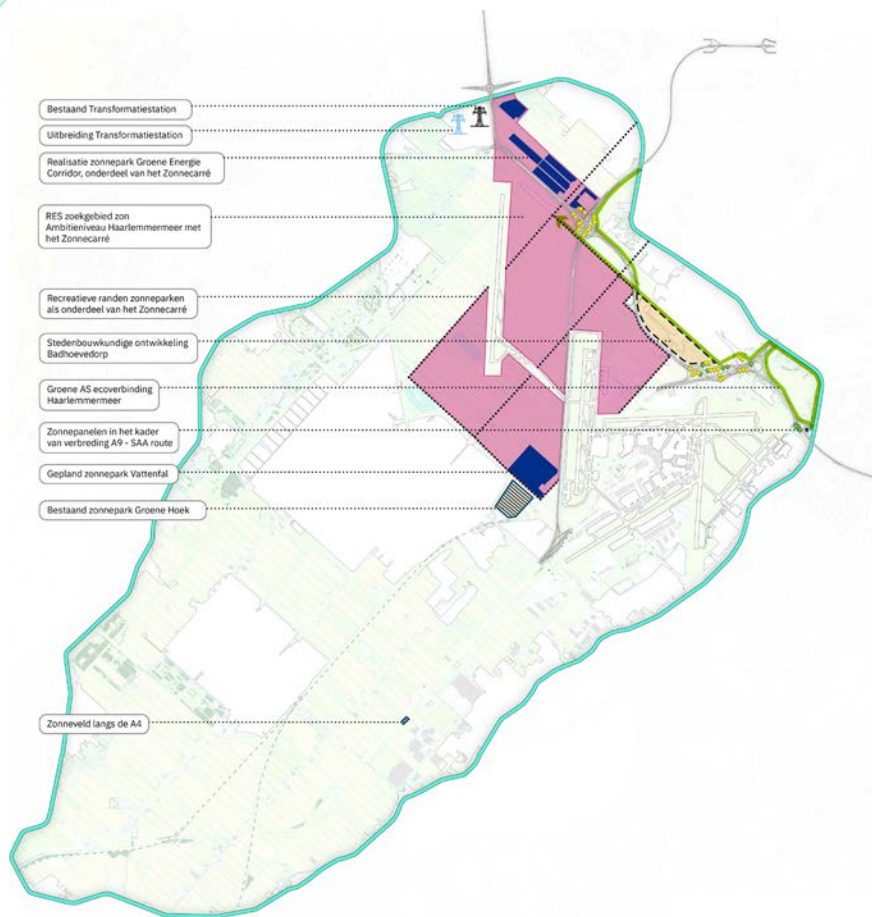 Bestaand Transformatiestation
Uitbreiding Transformatiestation
Realisatie zonnepark Groene Energie
Corridor, onderdeel van het Zonnecarré
RES zoekgebied zon
Ambitieniveau Haarlemmermeer met
het Zonnecarré
Recreatieve randen zonneparken
als onderdeel van het Zonnecarré
Stedenbouwkundige ontwikkeling
Badhoevedorp
Groene AS ecoverbinding
Haarlemmermeer
Zonnepanelen in het kader
van verbreding A9 - SAA route
Gepland zonnepark Vattenfal
Bestaand zonnepark Groene Hoek
Zonneveld langs de A4